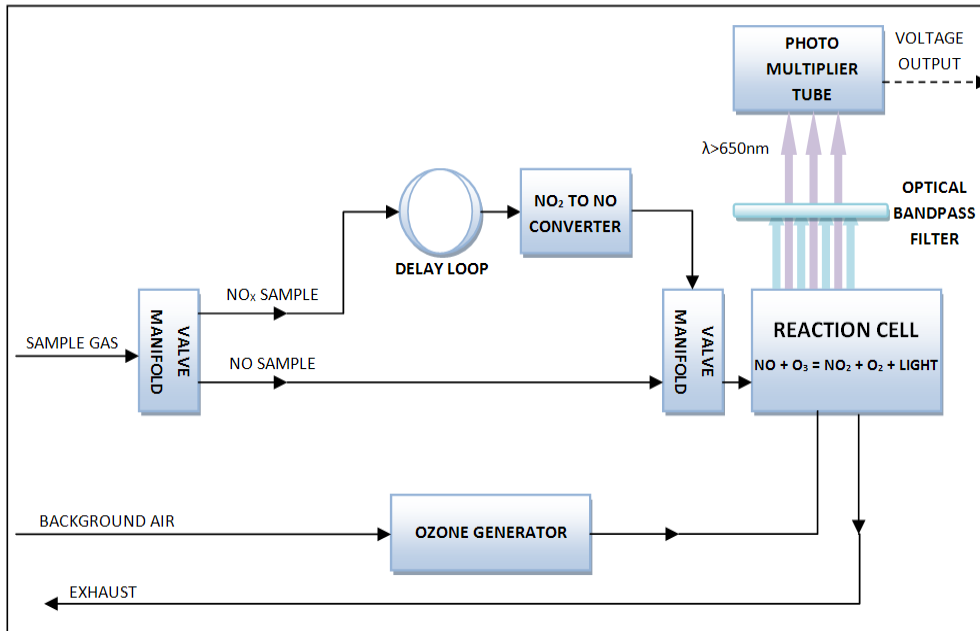 PHOTO
MULTIPLIER
TUBE
VOLTAGE
OUTPUT
λ>650nm
OPTICAL
BANDPASS
FILTER
NO₂ TO NO
CONVERTER
DELAY LOOP
NOₓ SAMPLE
SAMPLE GAS
VALVE
MANIFOLD
NO SAMPLE
VALVE
MANIFOLD
REACTION CELL
NO + O₃ = NO₂ + O₂ + LIGHT
BACKGROUND AIR
OZONE GENERATOR
EXHAUST